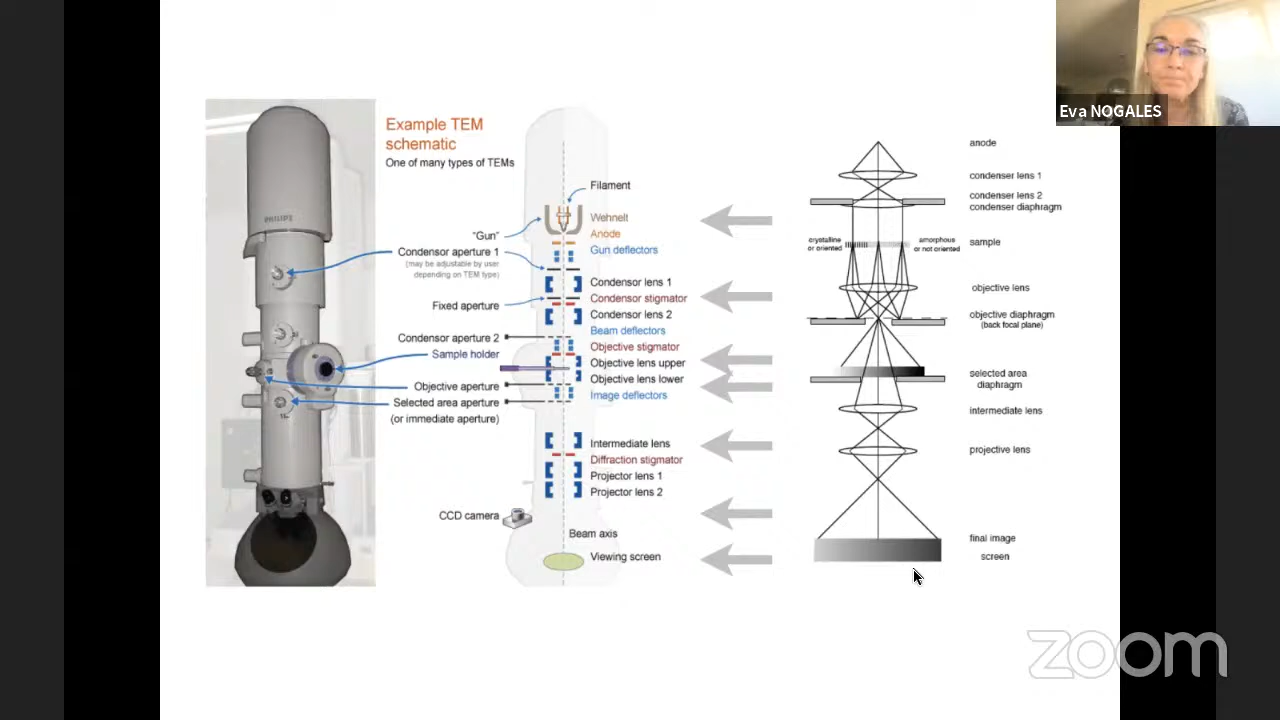 Eva NOGALES
Example TEM
schematic
One of many types of TEMs
PHILIPS
Filament
Wehnelt
Anode
Gun deflectors
"Gun"
Condensor aperture 1
(may be adjustable by user
depending on TEM type)
Condensor lens 1
Condensor stigmator
Fixed aperture
Condensor lens 2
Beam deflectors
Condensor aperture 2
Objective stigmator
Sample holder
Objective lens upper
Objective lens lower
Objective aperture
Image deflectors
Selected area aperture
(or immediate aperture)
Intermediate lens
Diffraction stigmator
Projector lens 1
Projector lens 2
CCD camera
Beam axis
Viewing screen
anode
condenser lens 1
condenser lens 2
condenser diaphragm
crystalline
or oriented
amorphous
or not oriented
sample
objective lens
objective diaphragm
(back focal plane)
selected area
diaphragm
intermediate lens
projective lens
final image
screen
zoom